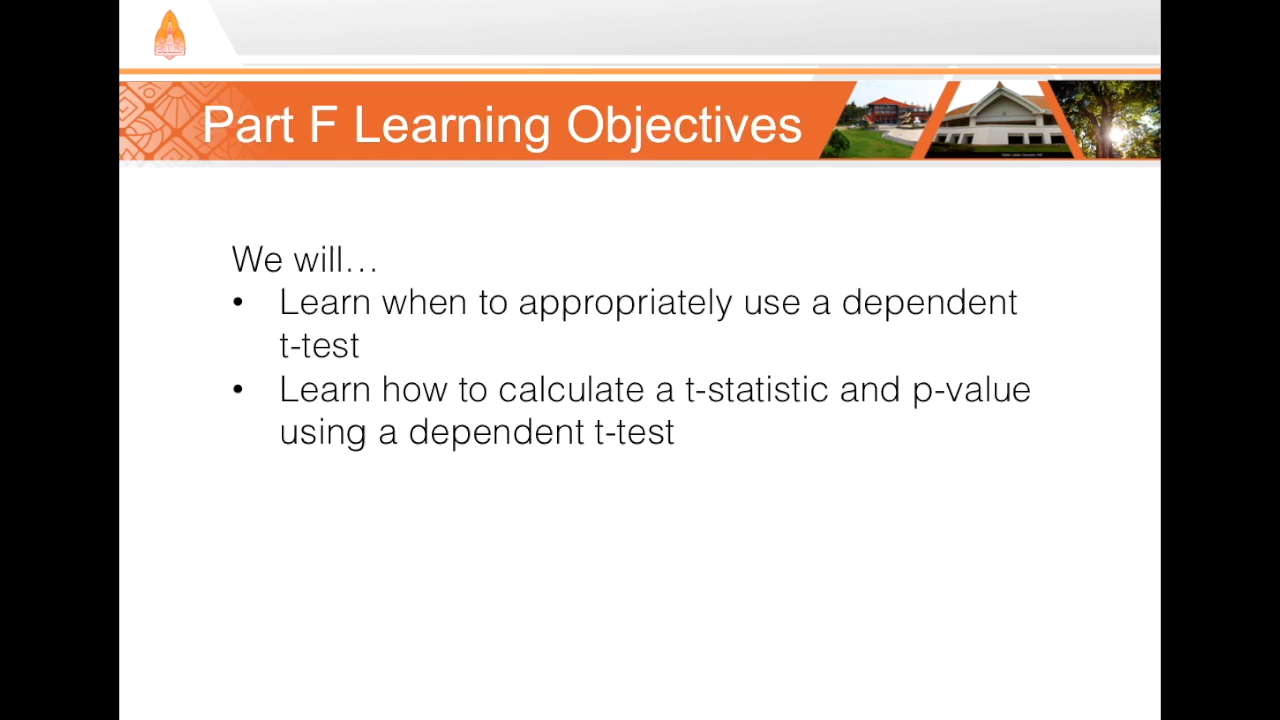 Part F Learning Objectives
We will…
• Learn when to appropriately use a dependent
t-test
• Learn how to calculate a t-statistic and p-value
using a dependent t-test